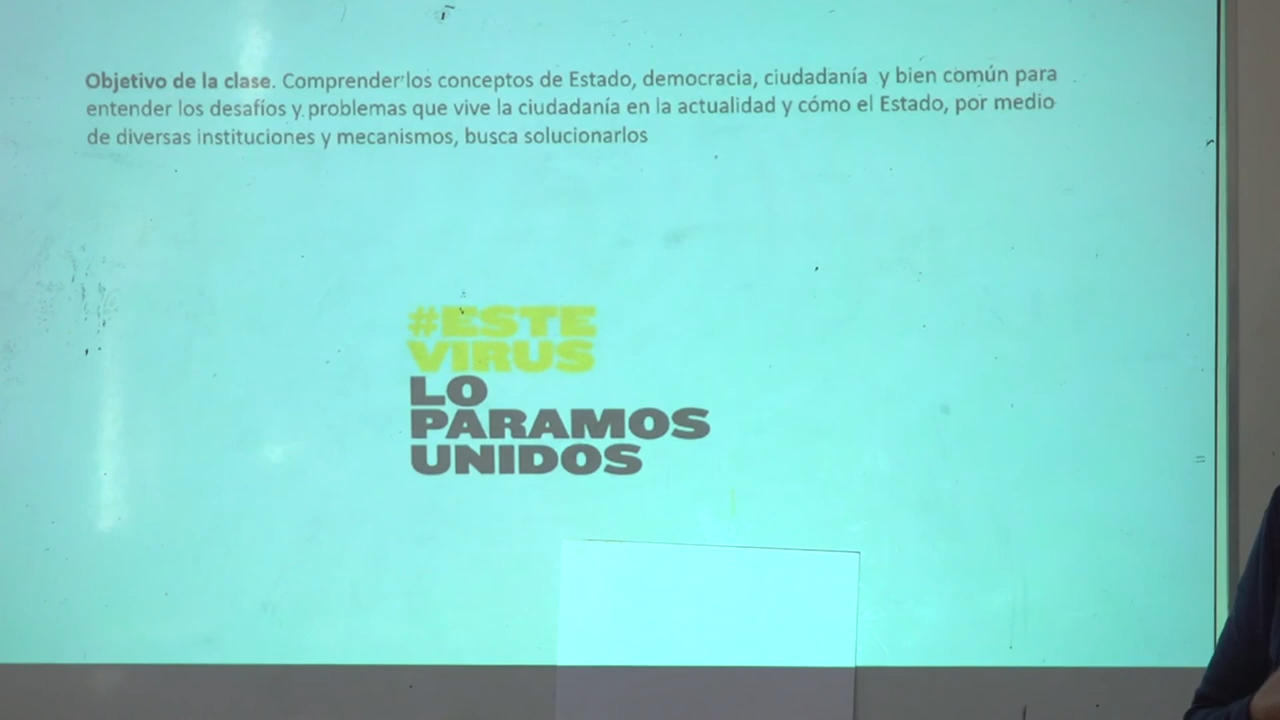 Objetivo de la clase. Comprender los conceptos de Estado, democracia, ciudadanía y bien común para
entender los desafíos y problemas que vive la ciudadanía en la actualidad y cómo el Estado, por medio
de diversas instituciones y mecanismos, busca solucionarlos
#ESTE
VIRUS
LO
PARAMOS
UNIDOS